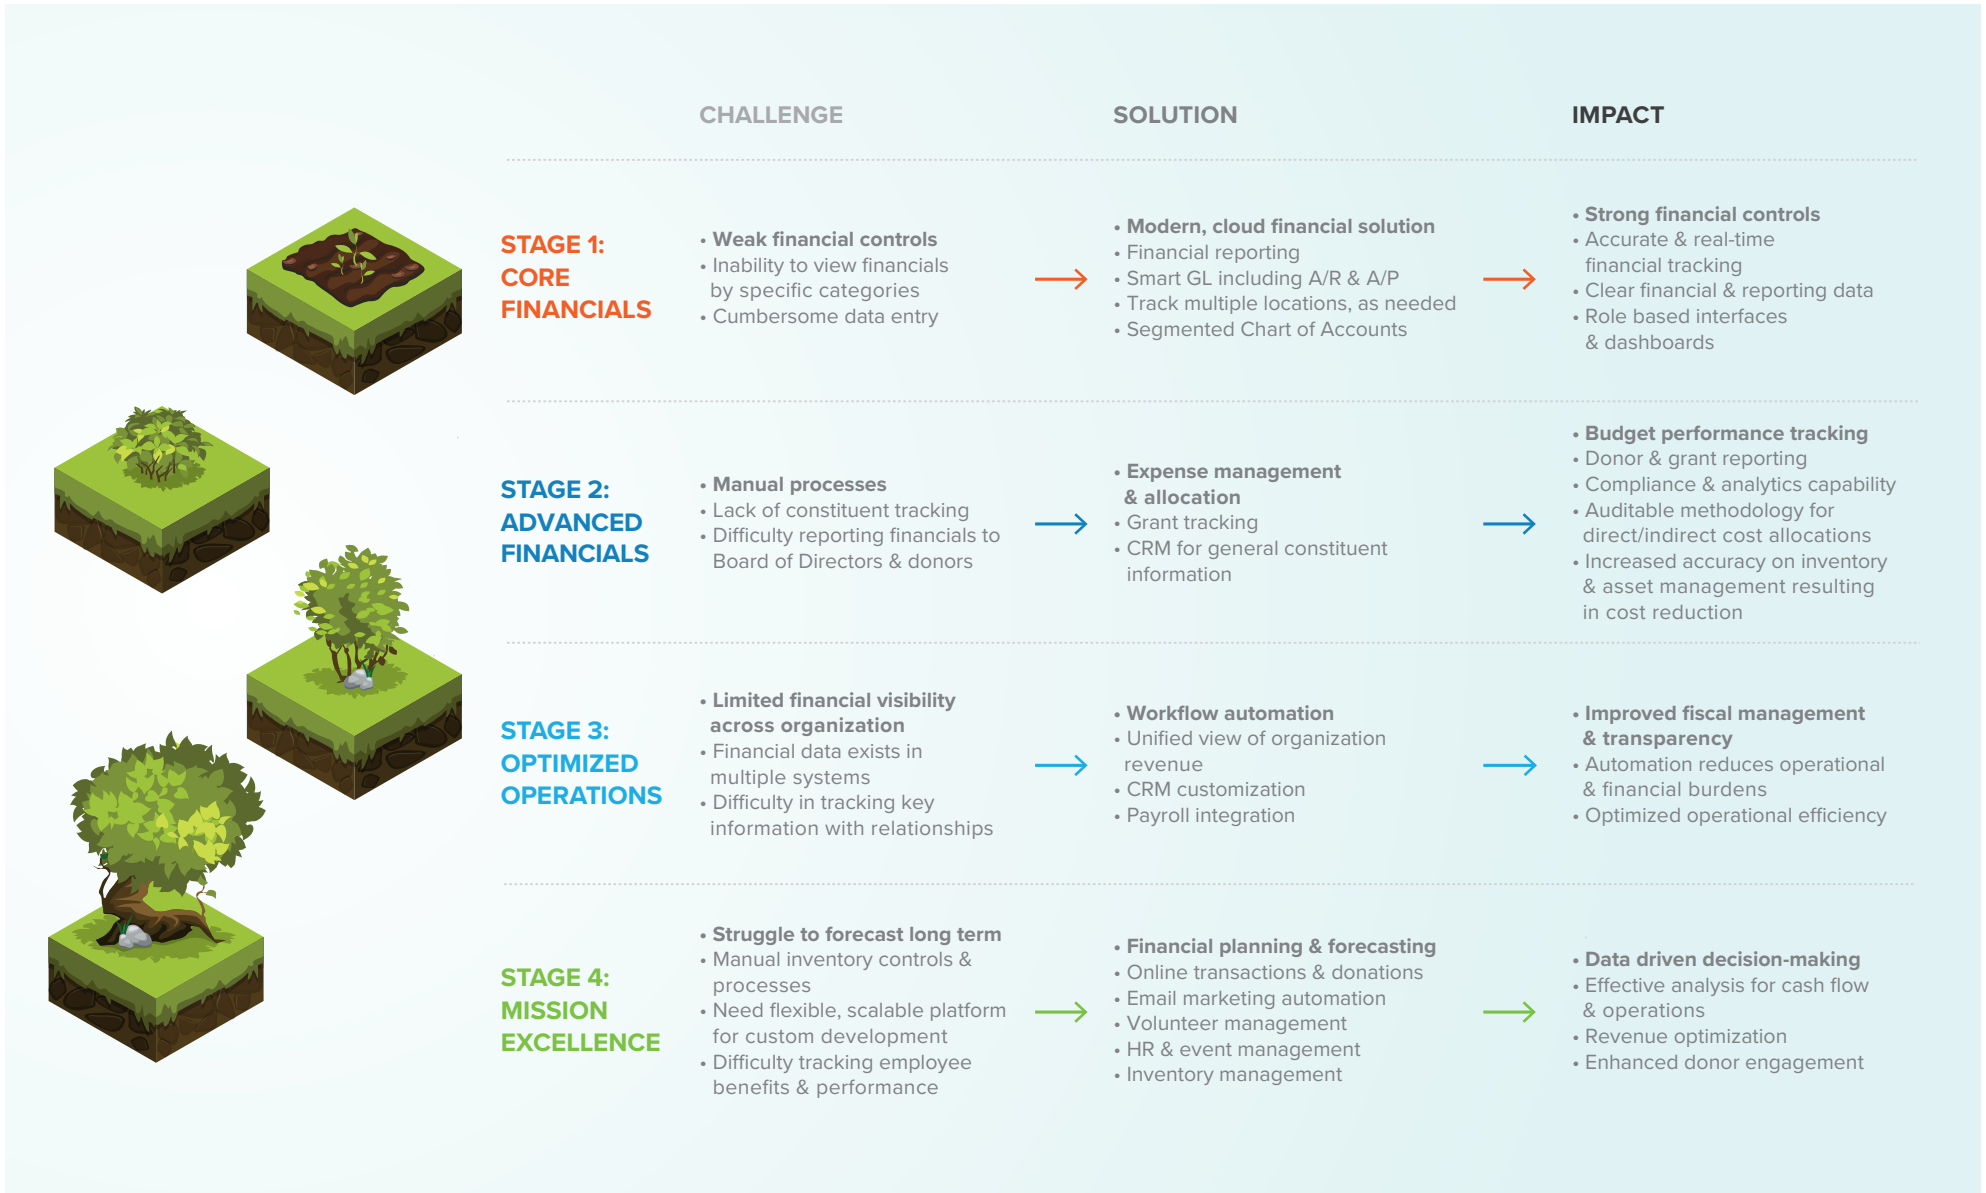 CHALLENGE
SOLUTION
IMPACT
STAGE 1:
CORE
FINANCIALS
• Weak financial controls
• Inability to view financials
by specific categories
• Cumbersome data entry
• Modern, cloud financial solution
• Financial reporting
• Smart GL including A/R & A/P
• Track multiple locations, as needed
• Segmented Chart of Accounts
• Strong financial controls
• Accurate & real-time
financial tracking
• Clear financial & reporting data
• Role based interfaces
& dashboards
STAGE 2:
ADVANCED
FINANCIALS
• Manual processes
• Lack of constituent tracking
• Difficulty reporting financials to
Board of Directors & donors
• Expense management
& allocation
• Grant tracking
• CRM for general constituent
information
• Budget performance tracking
• Donor & grant reporting
• Compliance & analytics capability
• Auditable methodology for
direct/indirect cost allocations
• Increased accuracy on inventory
& asset management resulting
in cost reduction
STAGE 3:
OPTIMIZED
OPERATIONS
• Limited financial visibility
across organization
• Financial data exists in
multiple systems
• Difficulty in tracking key
information with relationships
• Workflow automation
• Unified view of organization
revenue
• CRM customization
• Payroll integration
• Improved fiscal management
& transparency
• Automation reduces operational
& financial burdens
• Optimized operational efficiency
STAGE 4:
MISSION
EXCELLENCE
• Struggle to forecast long term
• Manual inventory controls &
processes
• Need flexible, scalable platform
for custom development
• Difficulty tracking employee
benefits & performance
• Financial planning & forecasting
• Online transactions & donations
• Email marketing automation
• Volunteer management
• HR & event management
• Inventory management
• Data driven decision-making
• Effective analysis for cash flow
& operations
• Revenue optimization
• Enhanced donor engagement